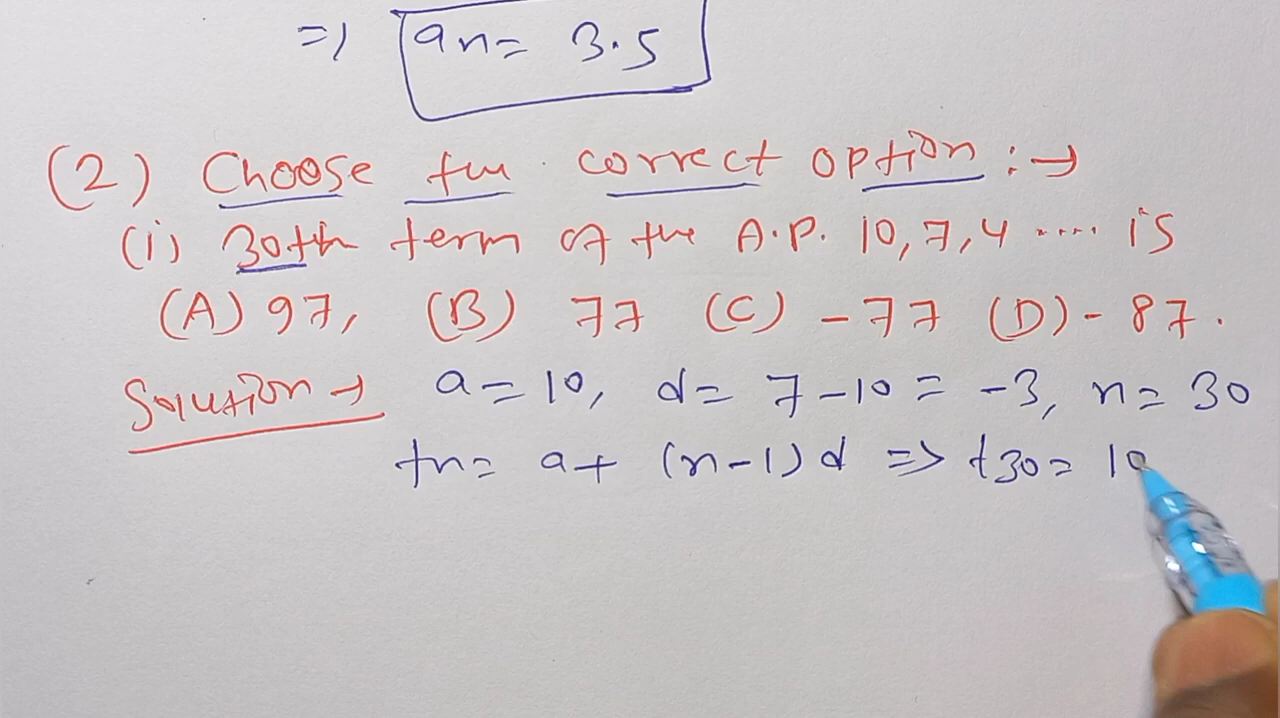 => an= 3.5
(2) Choose the correct option :→
(i) 30th term of the A.P. 10,7,4 .... is
(A) 97, (B) 77 (C) -77 (D) -87.
Solution → a=10, d= 7-10= -3, n= 30
tn= a+ (n-1)d => t30= 10